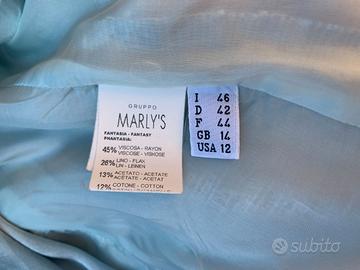 GRUPPO
MARLY'S
FANTASIA - FANTASY
PHANTASIA:
45% VISCOSA - RAYON
VISCOSE - VISKOSE
26% LINO - FLAX
LIN - LEINEN
13% ACETATO - ACETATE
ACETATE - ACETAT
12% COTONE - COTTON
I 46
D 42
F 44
GB 14
USA 12
subito